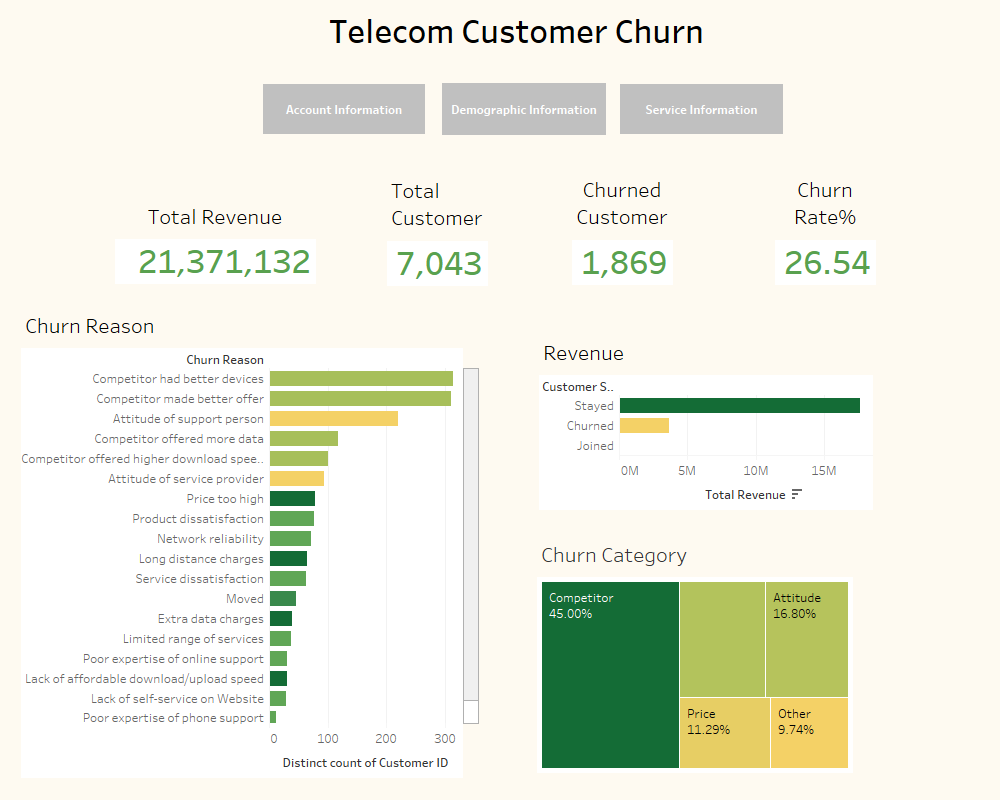 Telecom Customer Churn
Account Information
Demographic Information
Service Information
Total Revenue
21,371,132
Total
Customer
7,043
Churned
Customer
1,869
Churn
Rate%
26.54
Churn Reason
Churn Reason
Competitor had better devices
Competitor made better offer
Attitude of support person
Competitor offered more data
Competitor offered higher download spee..
Attitude of service provider
Price too high
Product dissatisfaction
Network reliability
Long distance charges
Service dissatisfaction
Moved
Extra data charges
Limited range of services
Poor expertise of online support
Lack of affordable download/upload speed
Lack of self-service on Website
Poor expertise of phone support
0 100 200 300
Distinct count of Customer ID
Revenue
Customer S..
Stayed
Churned
Joined
0M 5M 10M 15M
Total Revenue
Churn Category
Competitor
45.00%
Attitude
16.80%
Price
11.29%
Other
9.74%